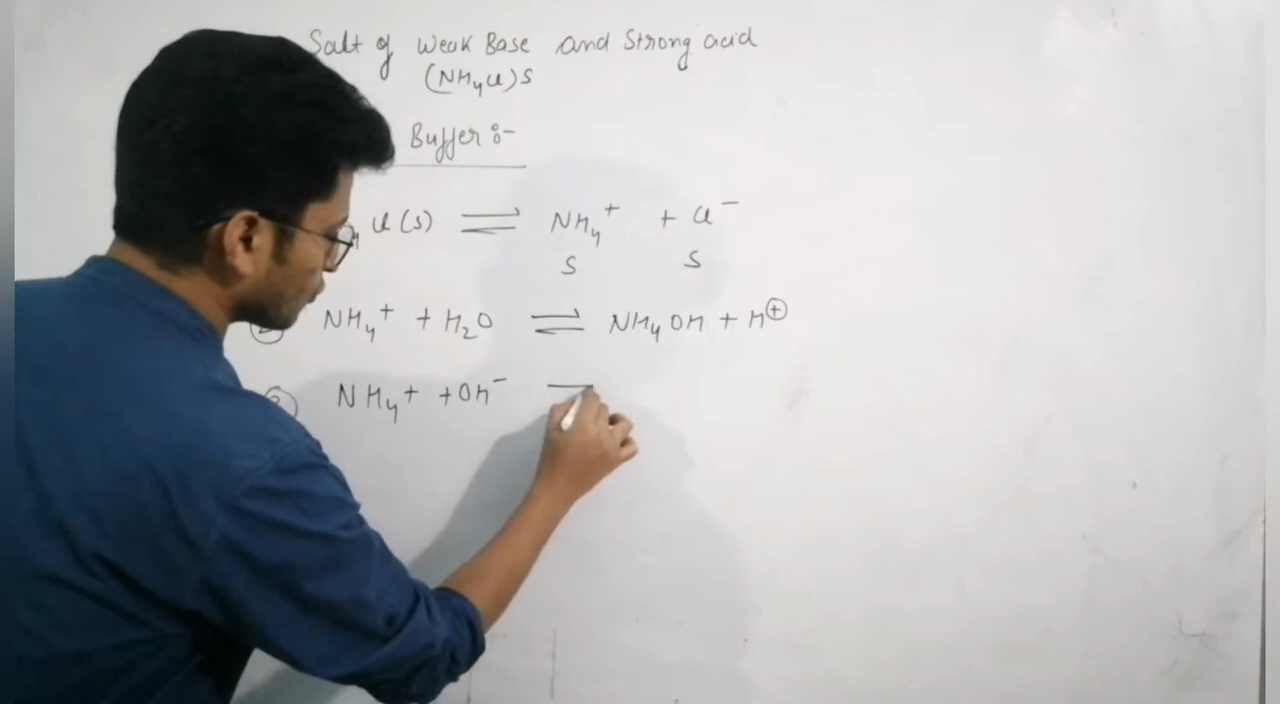 Salt of Weak Base and Strong acid
(NH₄Cl)S
Buffer :-
Cl (S) ⇌ NH₄⁺ + Cl⁻
S S
NH₄⁺ + H₂O ⇌ NH₄OH + H⊕
NH₄⁺ + OH⁻